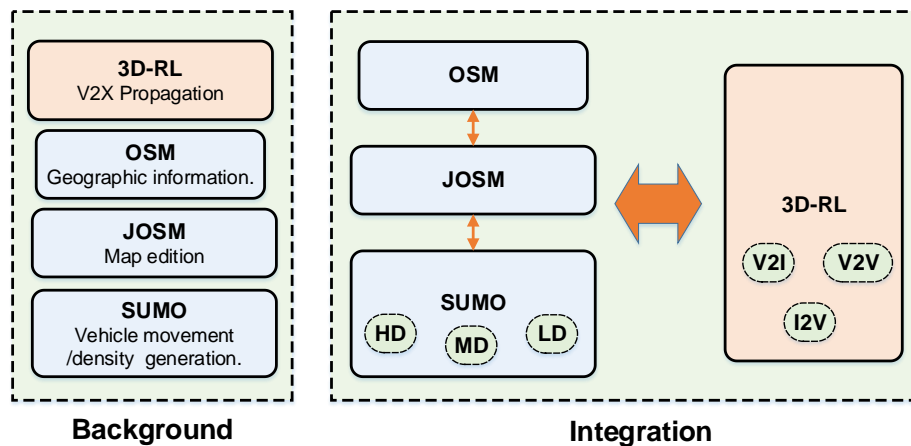 3D-RL
V2X Propagation
OSM
Geographic information.
JOSM
Map edition
SUMO
Vehicle movement
/density generation.
Background
OSM
JOSM
SUMO
HD
MD
LD
3D-RL
V2I
V2V
I2V
Integration